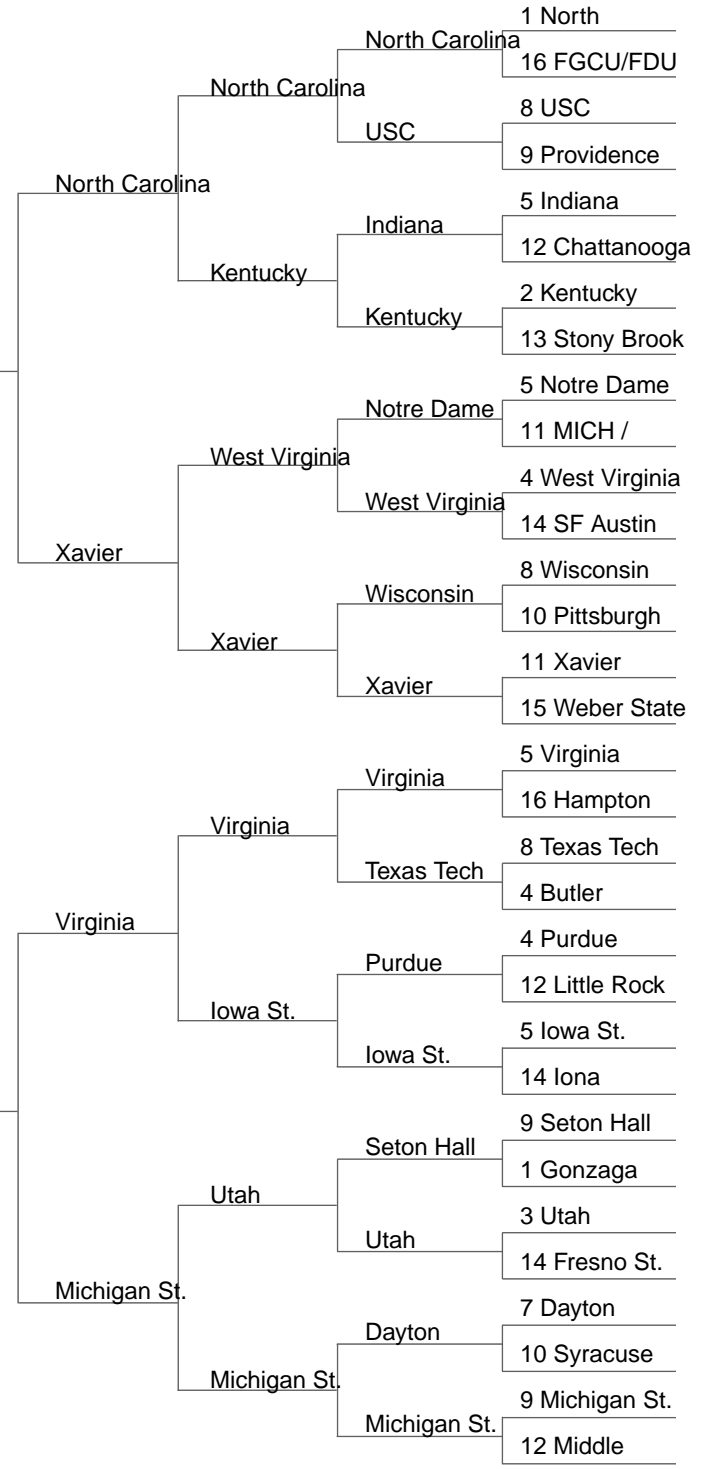 1 North
North Carolina
16 FGCU/FDU
North Carolina
8 USC
USC
9 Providence
North Carolina
5 Indiana
Indiana
12 Chattanooga
Kentucky
2 Kentucky
Kentucky
13 Stony Brook
5 Notre Dame
Notre Dame
11 MICH /
West Virginia
4 West Virginia
West Virginia
14 SF Austin
Xavier
8 Wisconsin
Wisconsin
10 Pittsburgh
Xavier
11 Xavier
Xavier
15 Weber State
5 Virginia
Virginia
16 Hampton
Virginia
8 Texas Tech
Texas Tech
4 Butler
Virginia
4 Purdue
Purdue
12 Little Rock
Iowa St.
5 Iowa St.
Iowa St.
14 Iona
9 Seton Hall
Seton Hall
1 Gonzaga
Utah
3 Utah
Utah
14 Fresno St.
Michigan St.
7 Dayton
Dayton
10 Syracuse
Michigan St.
9 Michigan St.
Michigan St.
12 Middle